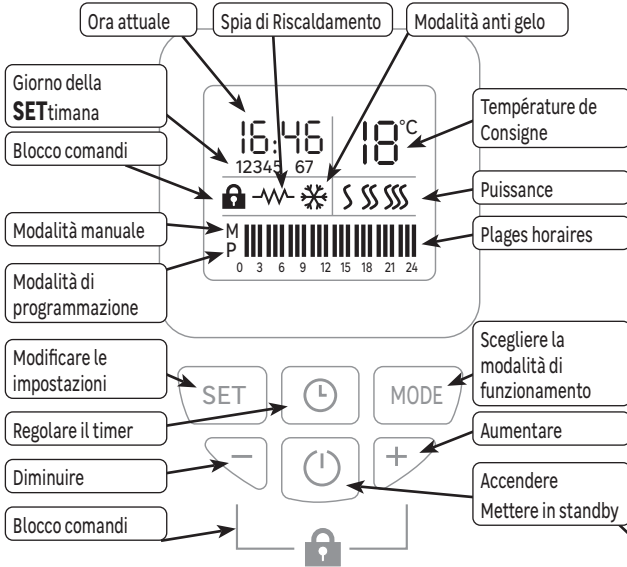 Ora attuale
Spia di Riscaldamento
Modalità anti gelo
Giorno della
SETtimana
Blocco comandi
16:46
18°C
12345 67
Température de
Consigne
Puissance
Modalità manuale
M
P
Plages horaires
0 3 6 9 12 15 18 21 24
Modalità di
programmazione
Modificare le
impostazioni
SET
MODE
Scegliere la
modalità di
funzionamento
Regolare il timer
Aumentare
Diminuire
− +
Accendere
Mettere in standby
Blocco comandi